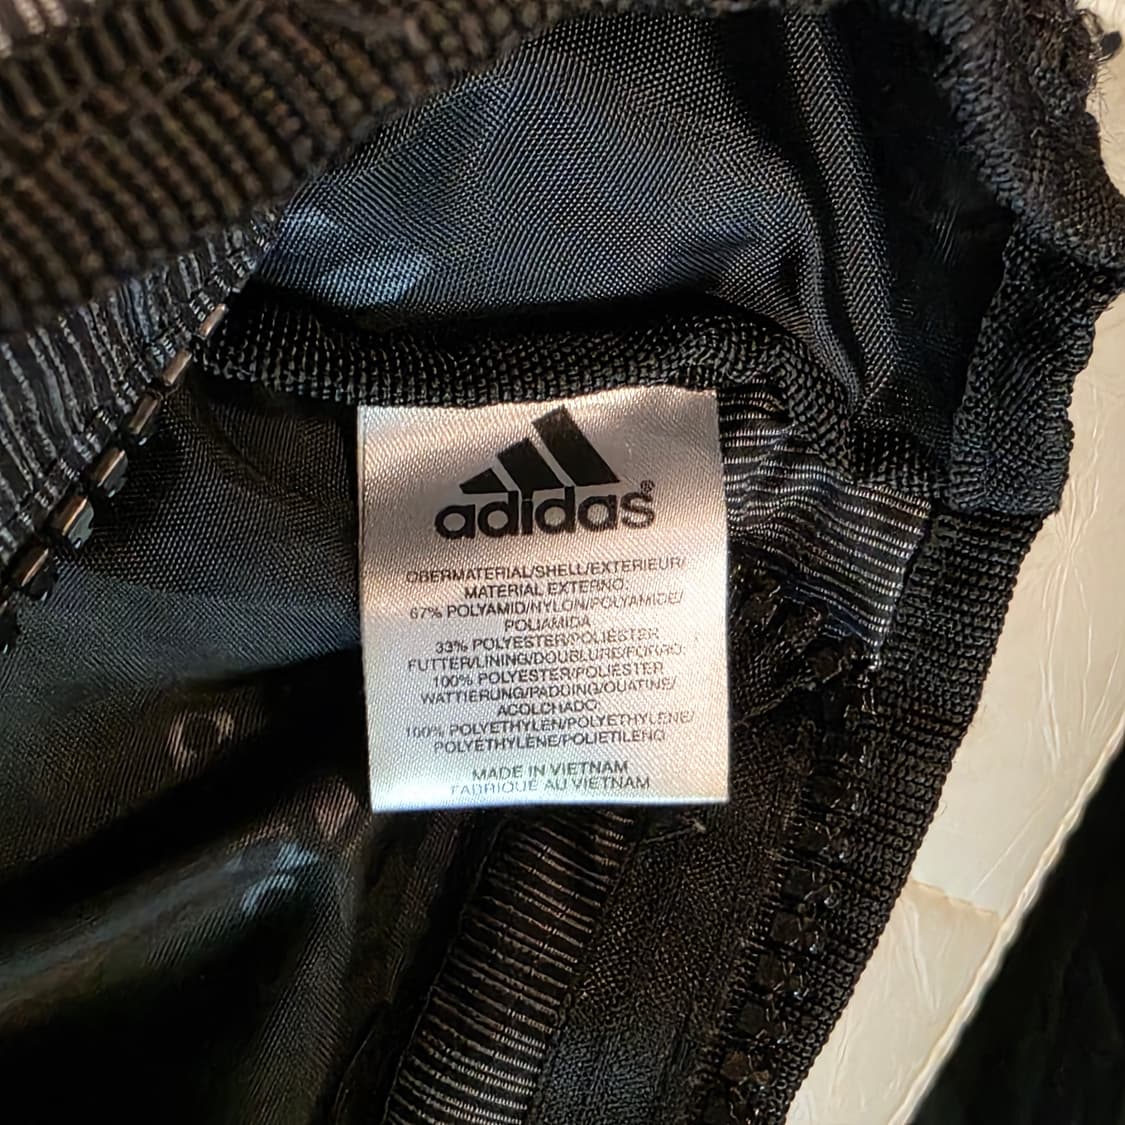 adidas®
OBERMATERIAL/SHELL/EXTERIEUR/
MATERIAL EXTERNO:
67% POLYAMID/NYLON/POLYAMIDE/
POLIAMIDA
33% POLYESTER/POLIÉSTER
FUTTER/LINING/DOUBLURE/FORRO:
100% POLYESTER/POLIÉSTER
WATTIERUNG/PADDING/OUATINE/
ACOLCHADO:
100% POLYETHYLEN/POLYETHYLENE/
POLYÉTHYLÈNE/POLIETILENO
MADE IN VIETNAM
FABRIQUÉ AU VIETNAM